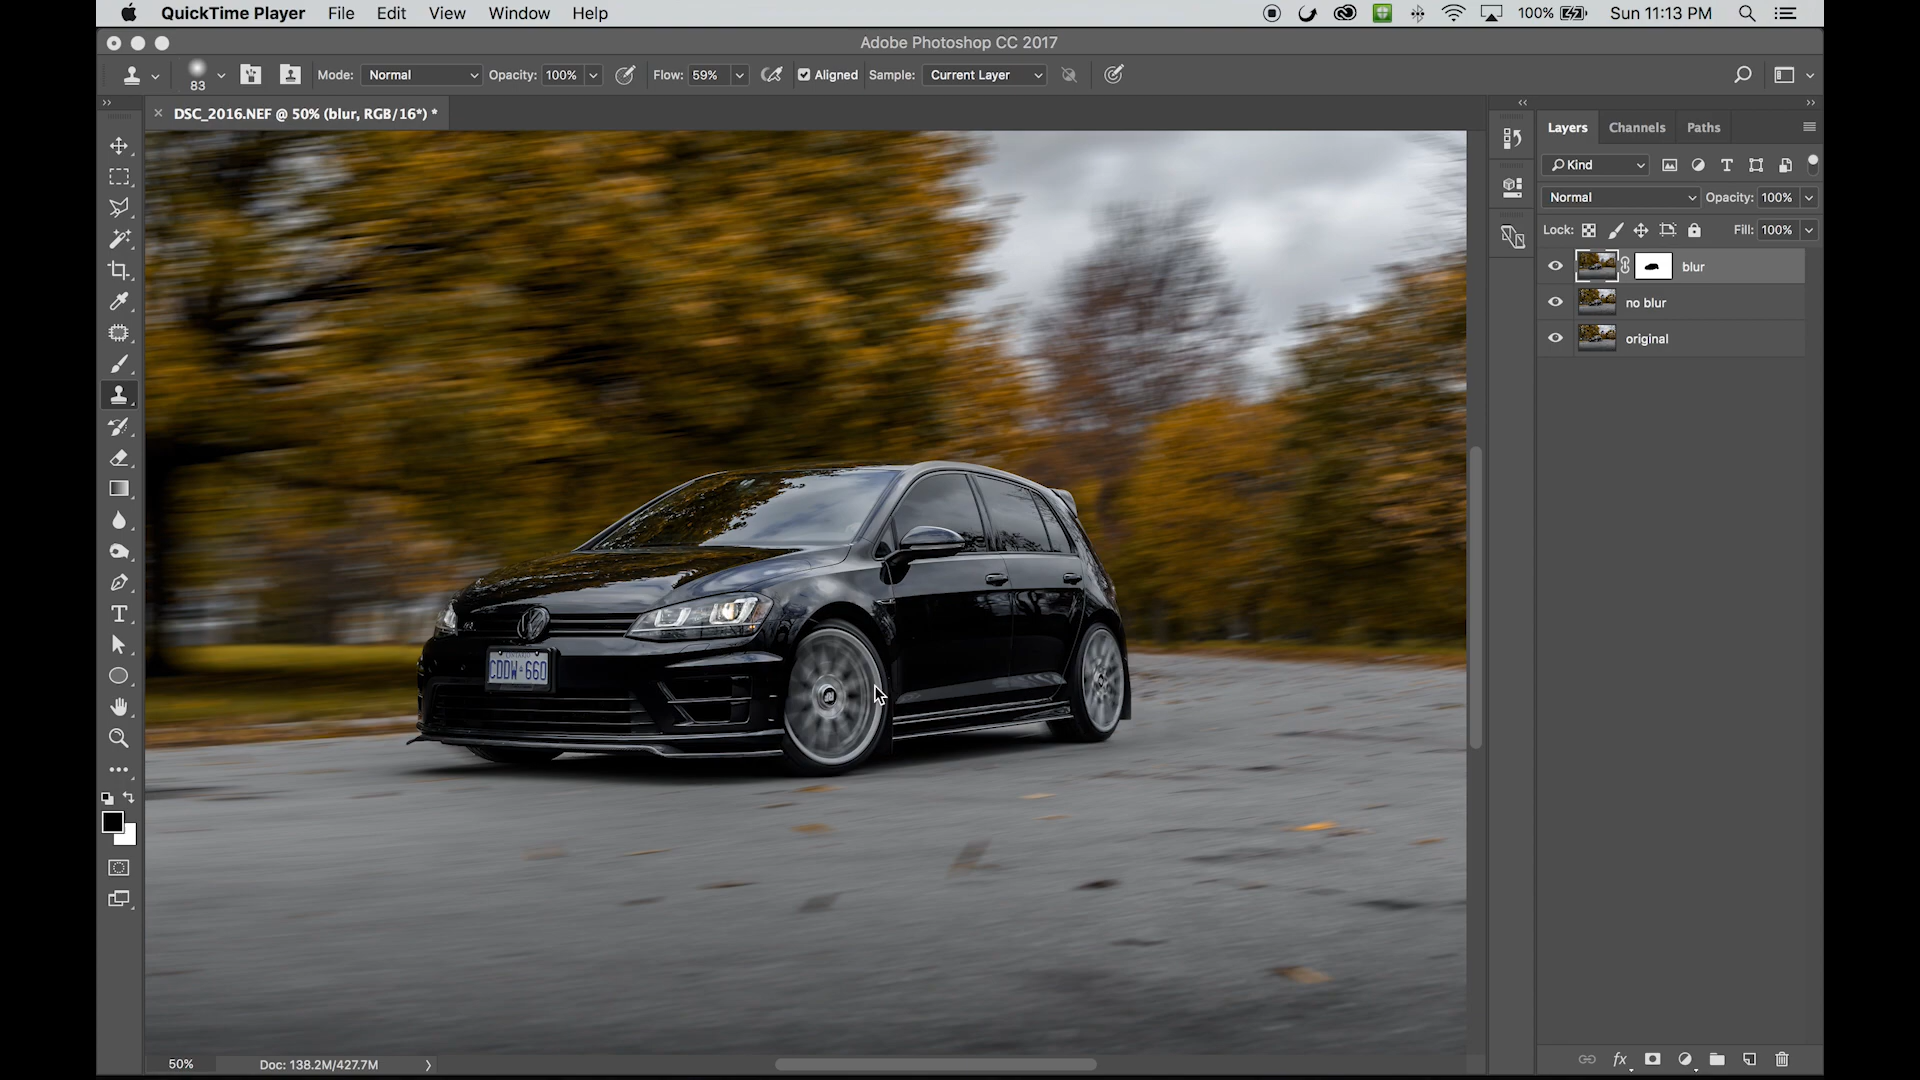 QuickTime Player File Edit View Window Help 100% Sun 11:13 PM
Adobe Photoshop CC 2017
83 Mode: Normal Opacity: 100% Flow: 59% Aligned Sample: Current Layer
DSC_2016.NEF @ 50% (blur, RGB/16*) *
Layers Channels Paths
Kind
Normal Opacity: 100%
Lock: Fill: 100%
blur
no blur
original
CDDW 660
50% Doc: 138.2M/427.7M
fx